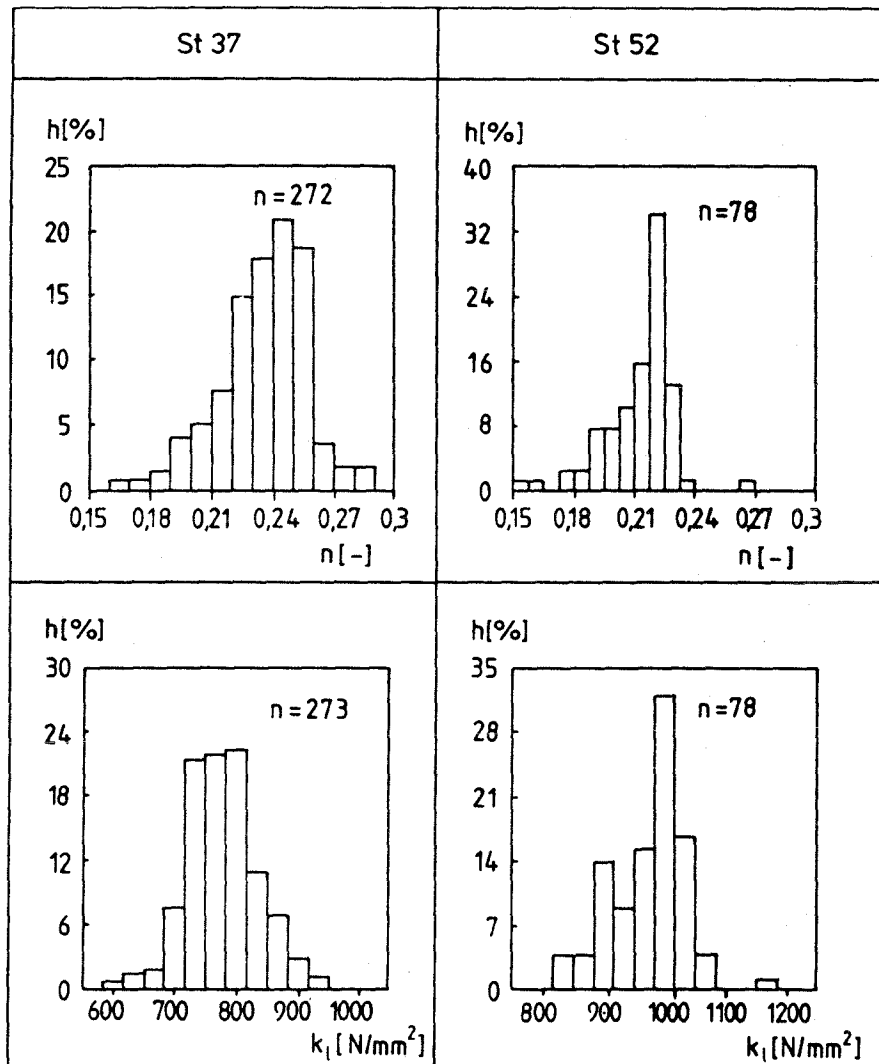 St 37
St 52
h[%]
25
20
15
10
5
0
n=272
0,15 0,18 0,21 0,24 0,27 0,3
n[-]
h[%]
40
32
24
16
8
0
n=78
0,15 0,18 0,21 0,24 0,27 0,3
n[-]
h[%]
30
24
18
12
6
0
n=273
600 700 800 900 1000
k₁[N/mm²]
h[%]
35
28
21
14
7
0
n=78
800 900 1000 1100 1200
k₁[N/mm²]